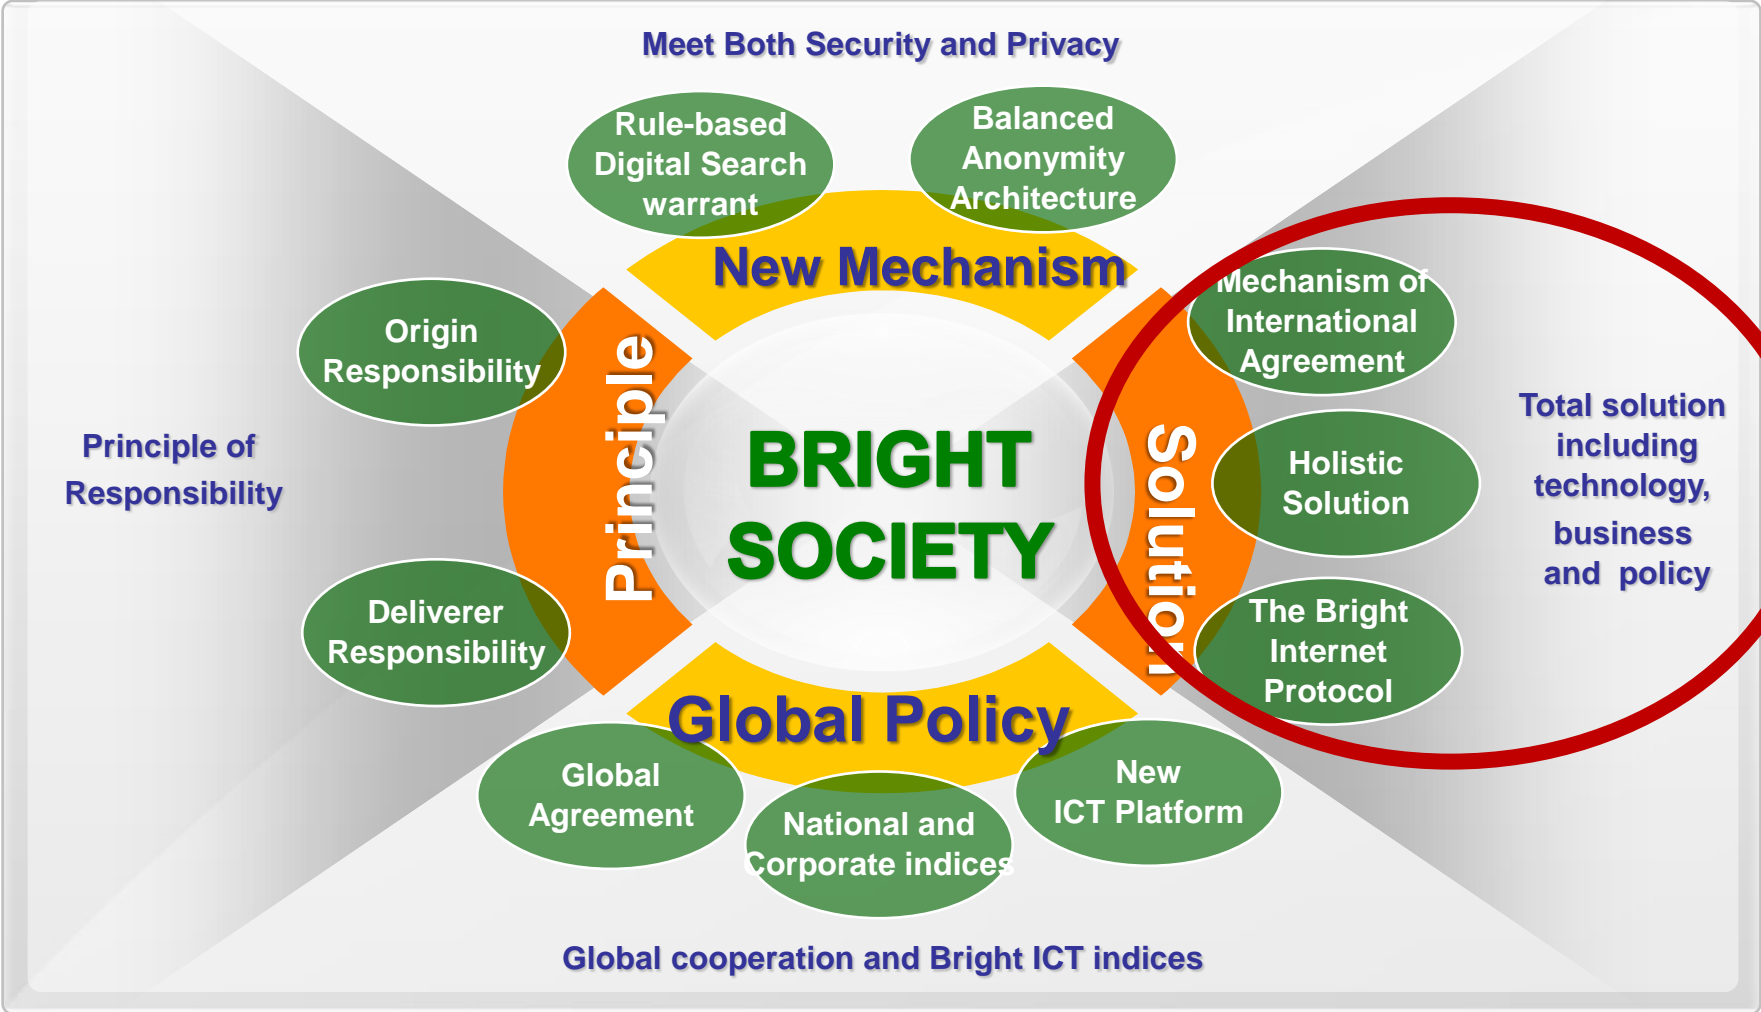 Meet Both Security and Privacy
Rule-based
Digital Search
warrant
Balanced
Anonymity
Architecture
New Mechanism
Origin
Responsibility
Principle of
Responsibility
Deliverer
Responsibility
Principle
BRIGHT
SOCIETY
Solution
Mechanism of
International
Agreement
Holistic
Solution
The Bright
Internet
Protocol
Total solution
including
technology,
business
and policy
Global Policy
Global
Agreement
National and
Corporate indices
New
ICT Platform
Global cooperation and Bright ICT indices